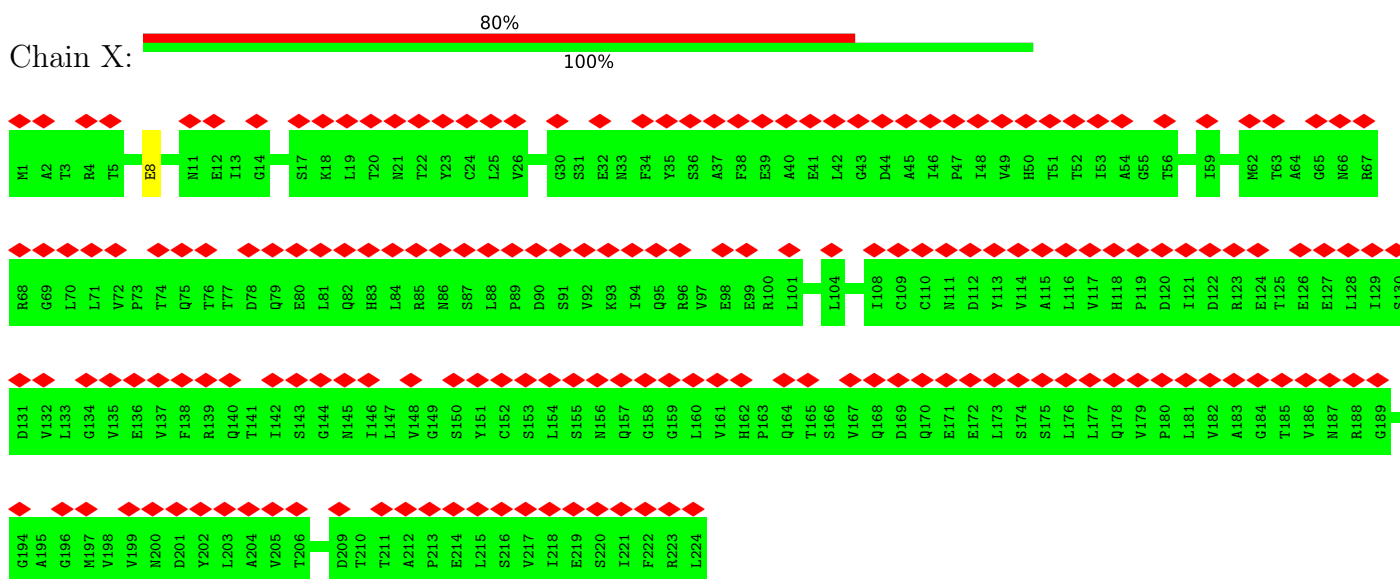 80%
Chain X:
100%
M1 A2 T3 R4 T5 E8 N11 E12 I13 G14 S17 K18 L19 T20 N21 T22 Y23 C24 L25 V26 G30 S31 E32 N33 F34 Y35 S36 A37 F38 E39 A40 E41 L42 G43 D44 A45 I46 P47 I48 V49 H50 T51 T52 I53 A54 G55 T56 I59 M62 T63 A64 G65 N66 R67
R68 G69 L70 L71 V72 P73 T74 Q75 T76 T77 D78 Q79 E80 L81 Q82 H83 L84 R85 N86 S87 L88 P89 D90 S91 V92 K93 I94 Q95 R96 V97 E98 E99 R100 L101 L104 I108 C109 C110 N111 D112 Y113 V114 A115 L116 V117 H118 P119 D120 I121 D122 R123 E124 T125 E126 E127 L128 I129 S130
D131 V132 L133 G134 V135 E136 V137 F138 R139 Q140 T141 I142 S143 G144 N145 I146 L147 V148 G149 S150 Y151 C152 S153 L154 S155 N156 Q157 G158 G159 L160 V161 H162 P163 Q164 T165 S166 V167 Q168 D169 Q170 E171 E172 L173 S174 S175 L176 L177 Q178 V179 P180 L181 V182 A183 G184 T185 V186 N187 R188 G189
G194 A195 G196 M197 V198 V199 N200 D201 Y202 L203 A204 V205 T206 D209 T210 T211 A212 P213 E214 L215 S216 V217 I218 E219 S220 I221 F222 R223 L224